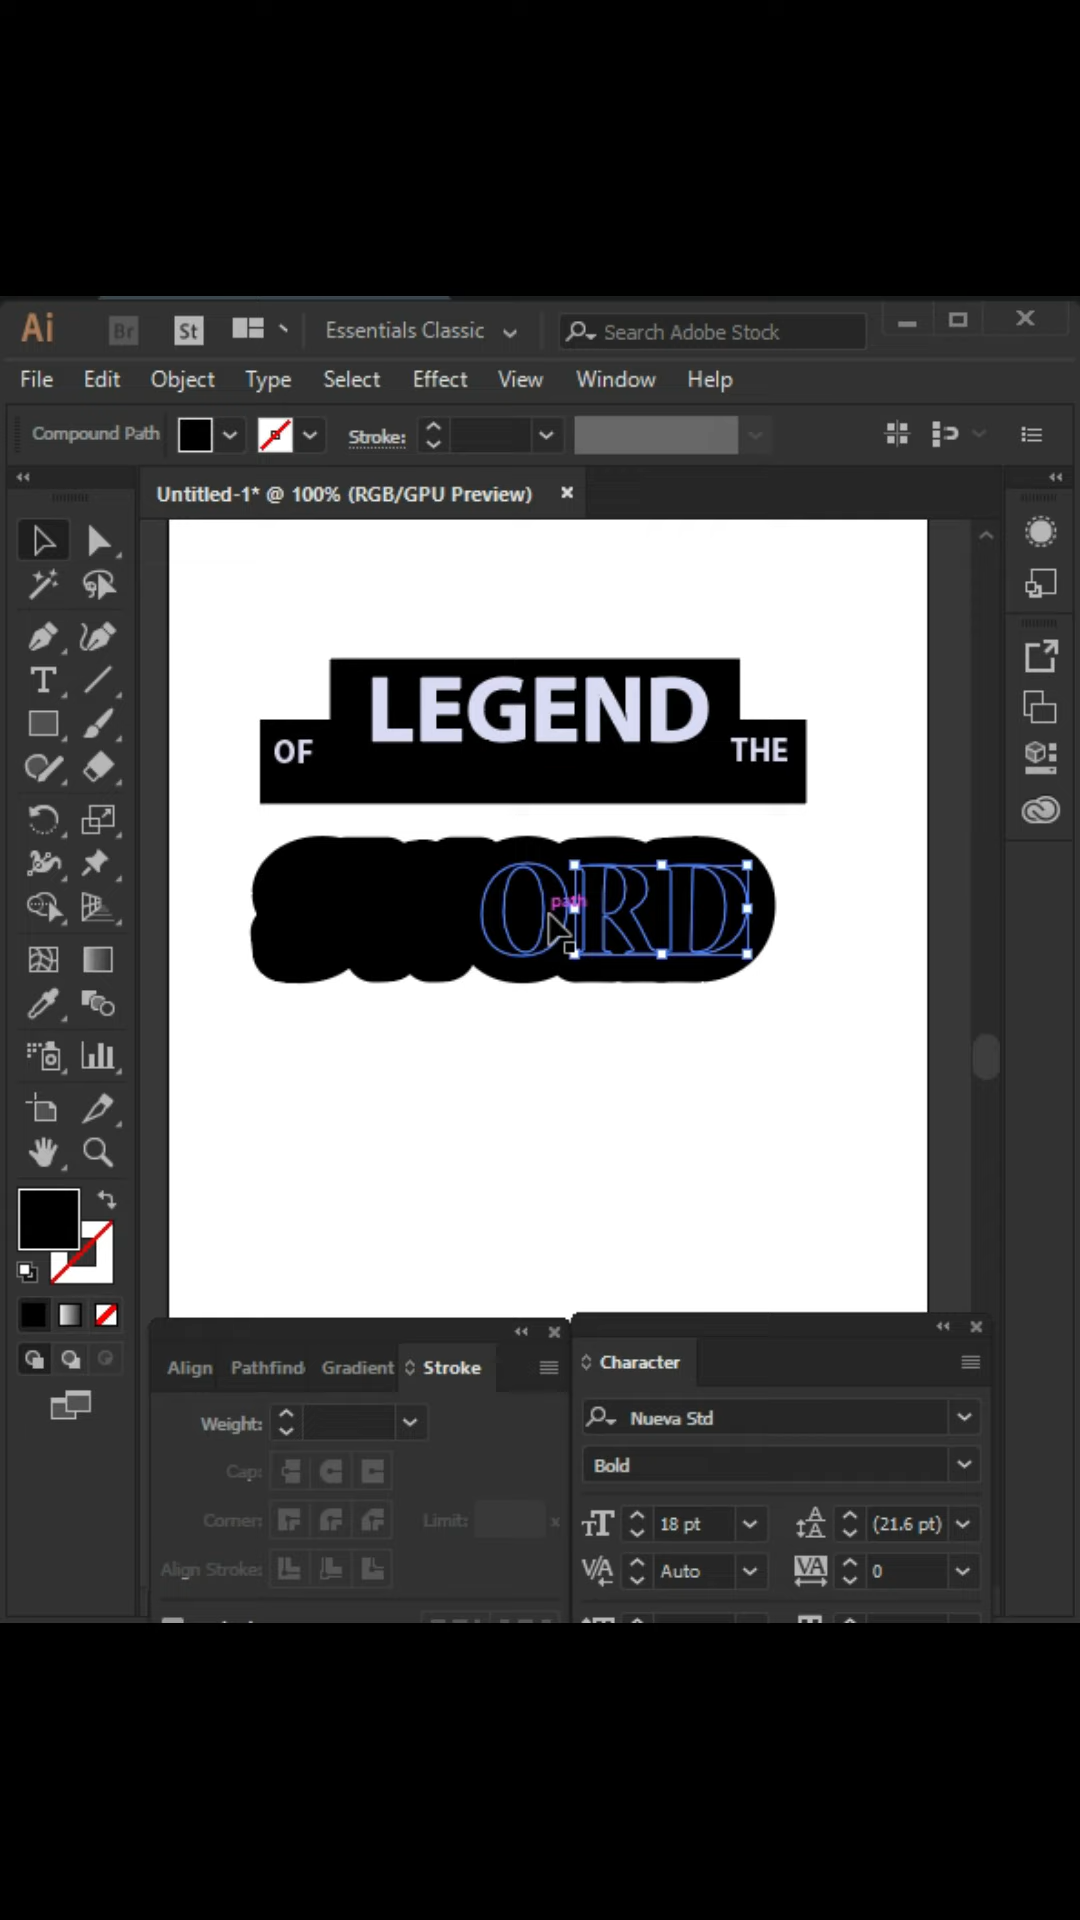 Ai Br St Essentials Classic Search Adobe Stock
File Edit Object Type Select Effect View Window Help
Compound Path Stroke:
Untitled-1* @ 100% (RGB/GPU Preview)
LEGEND
OF THE
ORD
path
Align Pathfind Gradient Stroke
Character
Weight:
Nueva Std
Cap:
Bold
Corner: Limit:
18 pt (21.6 pt)
Align Stroke:
Auto 0